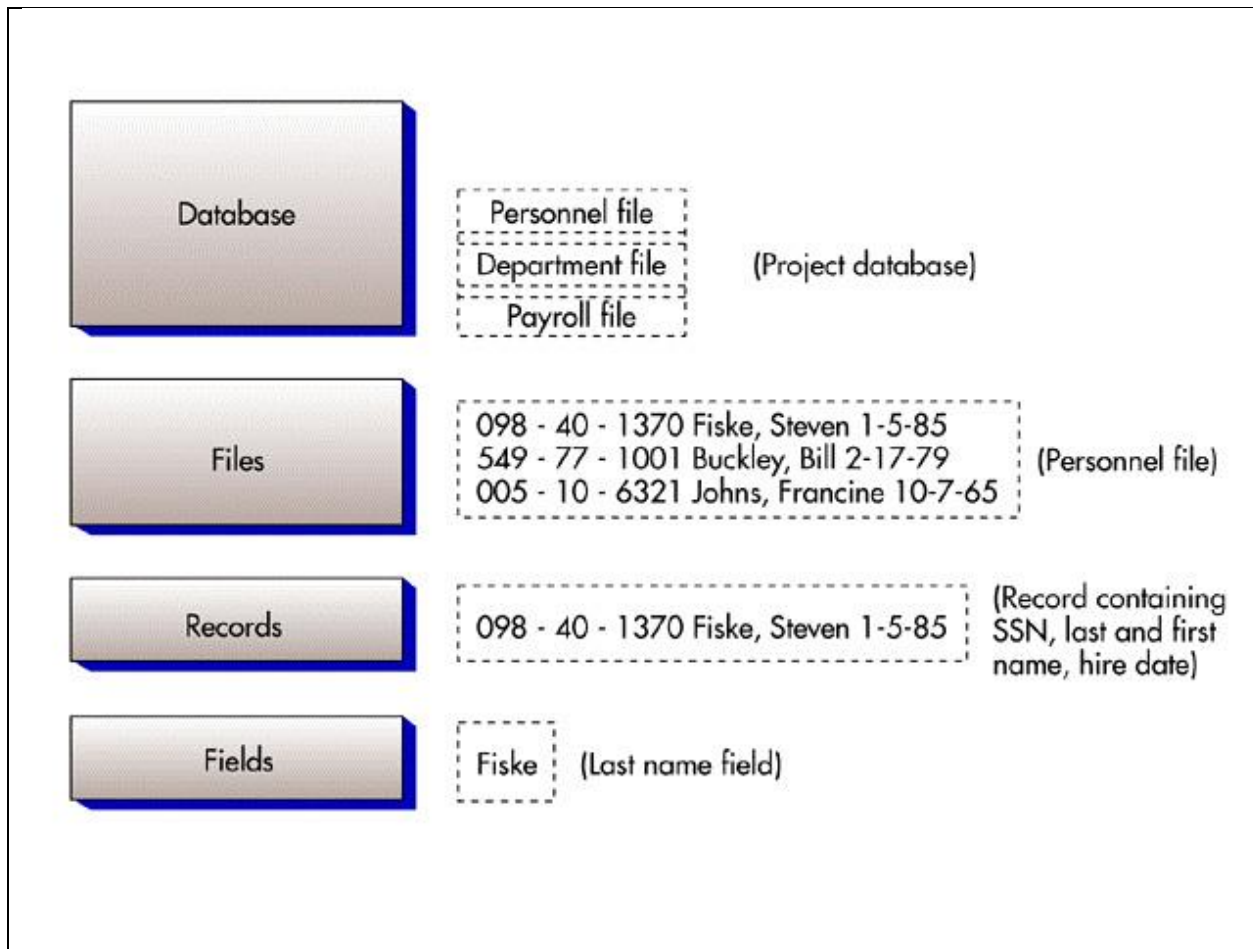 Database
Personnel file
Department file
Payroll file
(Project database)
Files
098 - 40 - 1370 Fiske, Steven 1-5-85
549 - 77 - 1001 Buckley, Bill 2-17-79
005 - 10 - 6321 Johns, Francine 10-7-65
(Personnel file)
Records
098 - 40 - 1370 Fiske, Steven 1-5-85
(Record containing
SSN, last and first
name, hire date)
Fields
Fiske
(Last name field)